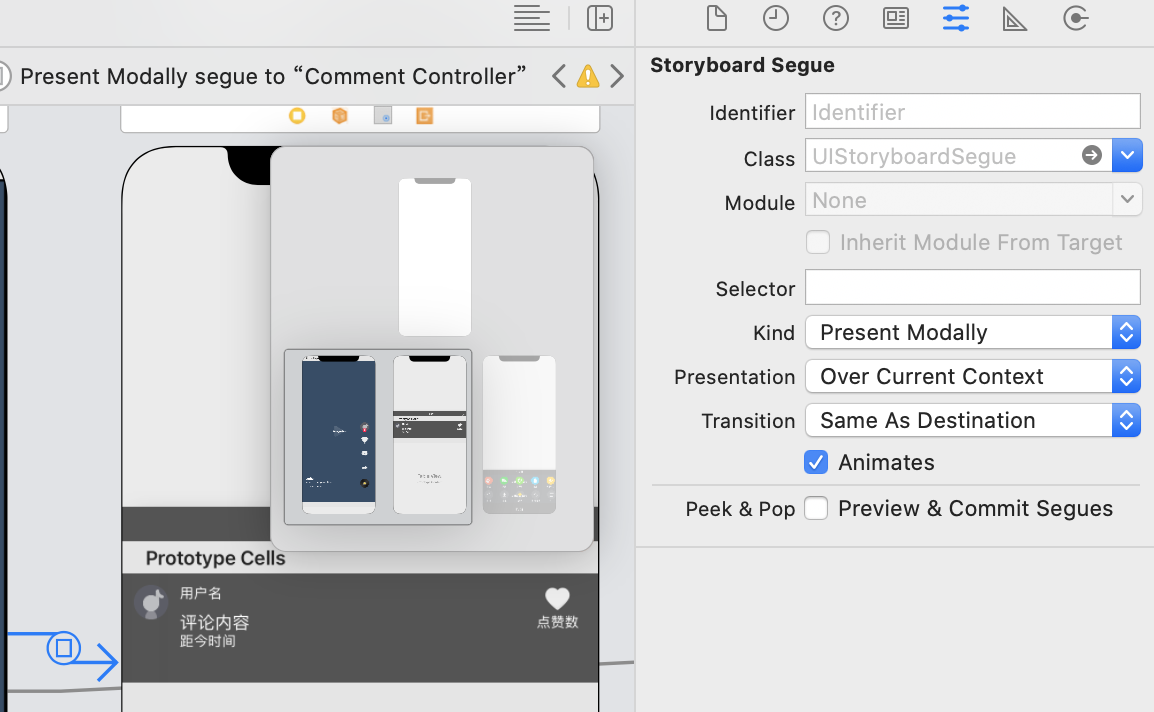 Present Modally segue to “Comment Controller”
Storyboard Segue
Identifier
Identifier
Class
UIStoryboardSegue
Module
None
Inherit Module From Target
Selector
Kind
Present Modally
Presentation
Over Current Context
Transition
Same As Destination
Animates
Peek & Pop
Preview & Commit Segues
Prototype Cells
用户名
评论内容
距今时间
点赞数